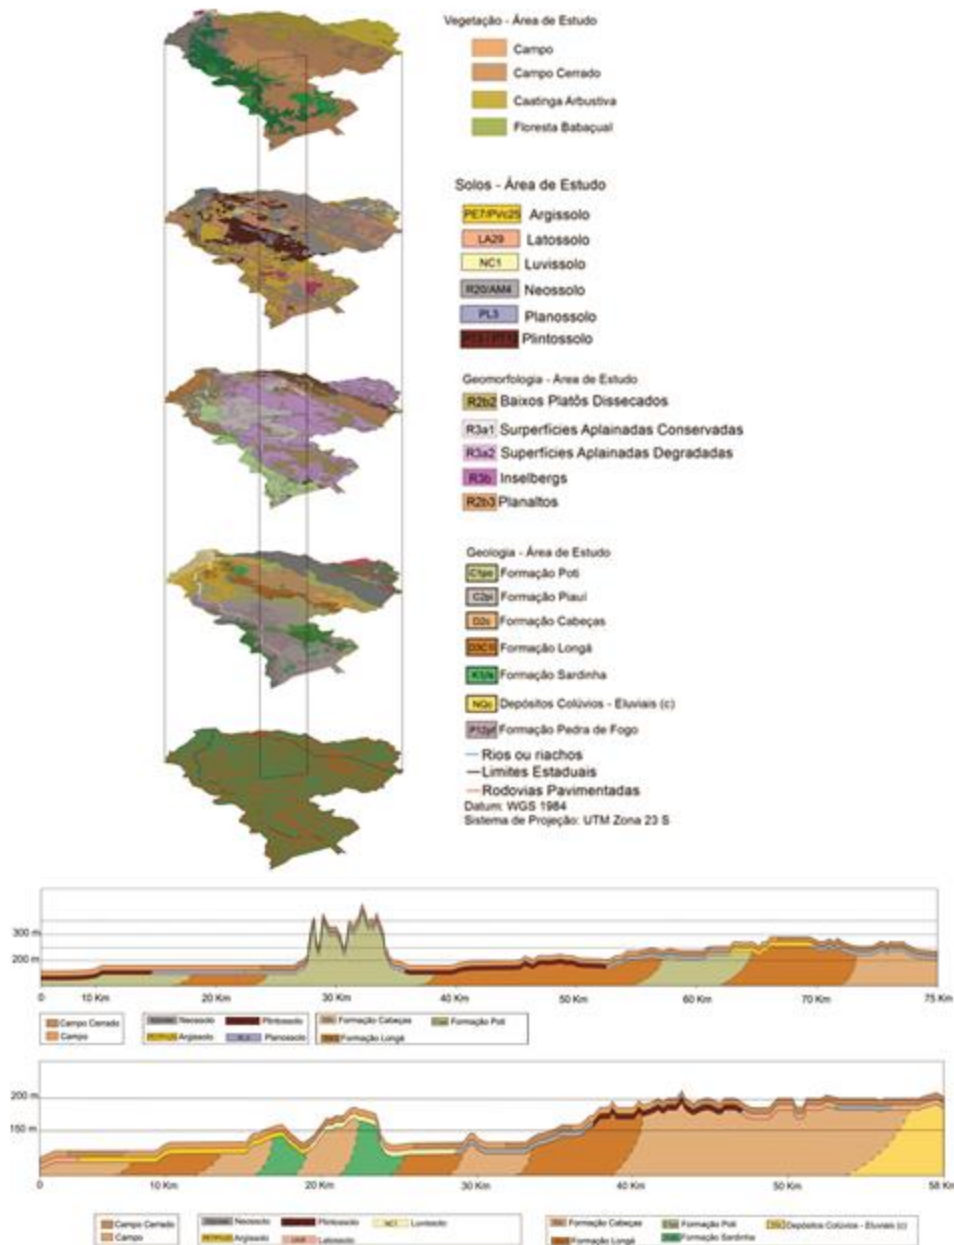 Vegetação - Área de Estudo
Campo
Campo Cerrado
Caatinga Arbustiva
Floresta Babaçual
Solos - Área de Estudo
PE7/PVc25 Argissolo
LA29 Latossolo
NC1 Luvissolo
R20/AM4 Neossolo
PL3 Planossolo
Plintossolo
Geomorfologia - Área de Estudo
R2b2 Baixos Platôs Dissecados
R3a1 Surperfícies Aplainadas Conservadas
R3a2 Superfícies Aplainadas Degradadas
R3b Inselbergs
R2b3 Planaltos
Geologia - Área de Estudo
C1po Formação Poti
C2pi Formação Piauí
D2c Formação Cabeças
D3C1l Formação Longá
Formação Sardinha
NQc Depósitos Colúvios - Eluviais (c)
P12pf Formação Pedra de Fogo
Rios ou riachos
Limites Estaduais
Rodovias Pavimentadas
Datum: WGS 1984
Sistema de Projeção: UTM Zona 23 S
300 m
200 m
0 10 Km 20 Km 30 Km 40 Km 50 Km 60 Km 70 Km 75 Km
Campo Cerrado Neossolo Plintossolo Formação Cabeças Formação Poti
Campo Argissolo Planossolo Formação Longá
200 m
150 m
0 10 Km 20 Km 30 Km 40 Km 50 Km 58 Km
Campo Cerrado Neossolo Plintossolo NC1 Luvissolo Formação Cabeças Formação Poti Depósitos Colúvios - Eluviais (c)
Campo Argissolo Latossolo Formação Longá Formação Sardinha